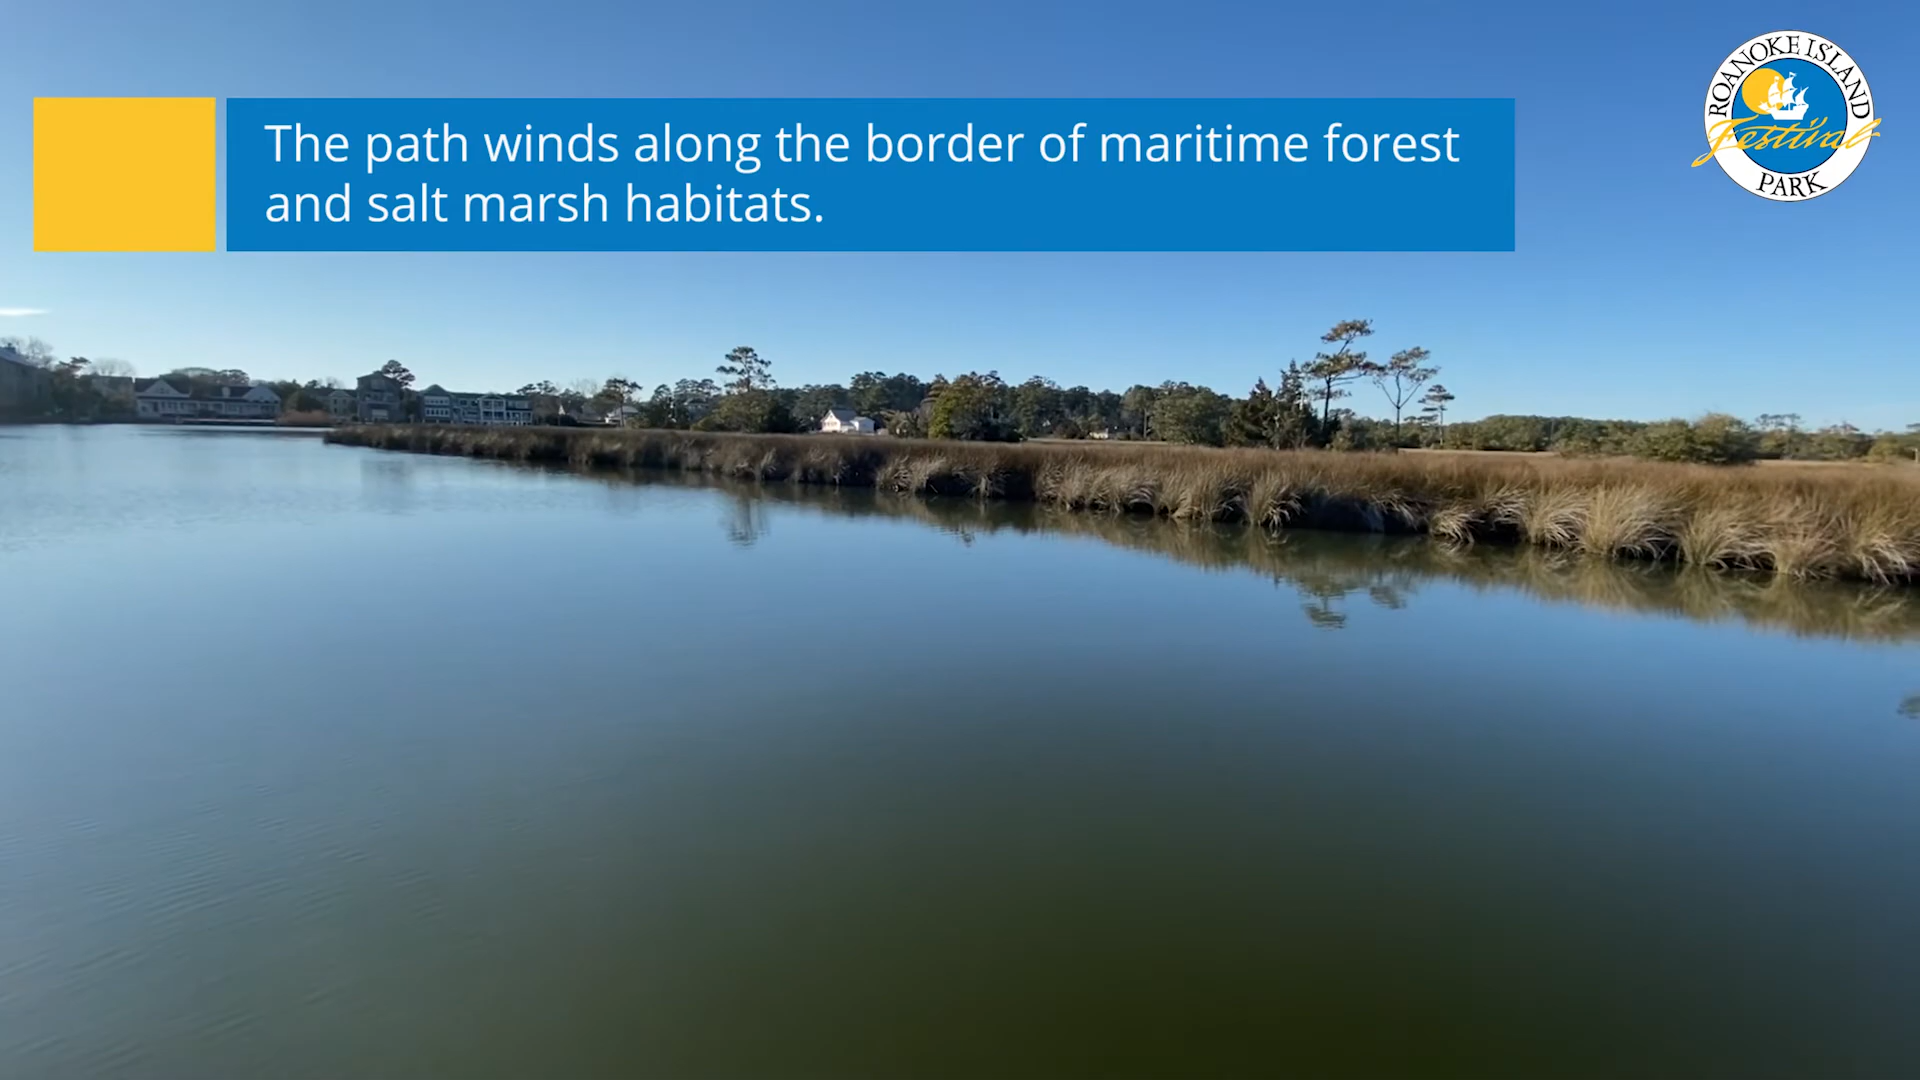 The path winds along the border of maritime forest
and salt marsh habitats.
ROANOKE ISLAND
Festival
PARK